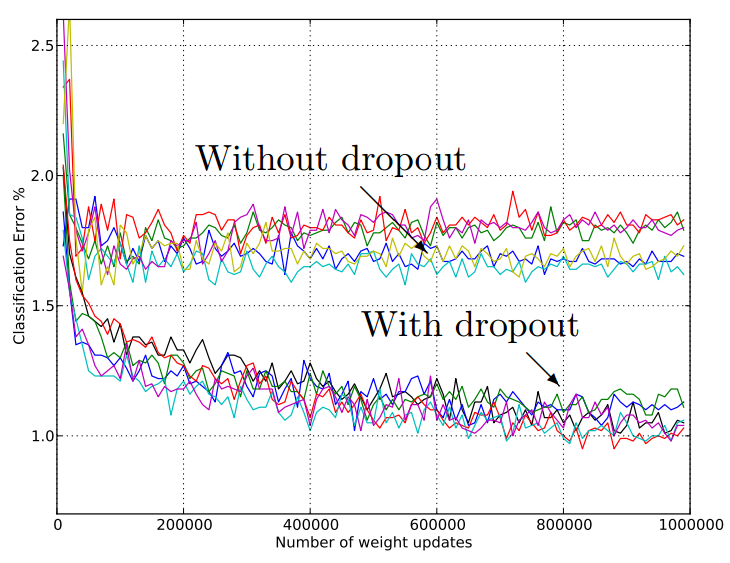 2.5
Without dropout
2.0
Classification Error %
1.5
With dropout
1.0
0 200000 400000 600000 800000 1000000
Number of weight updates